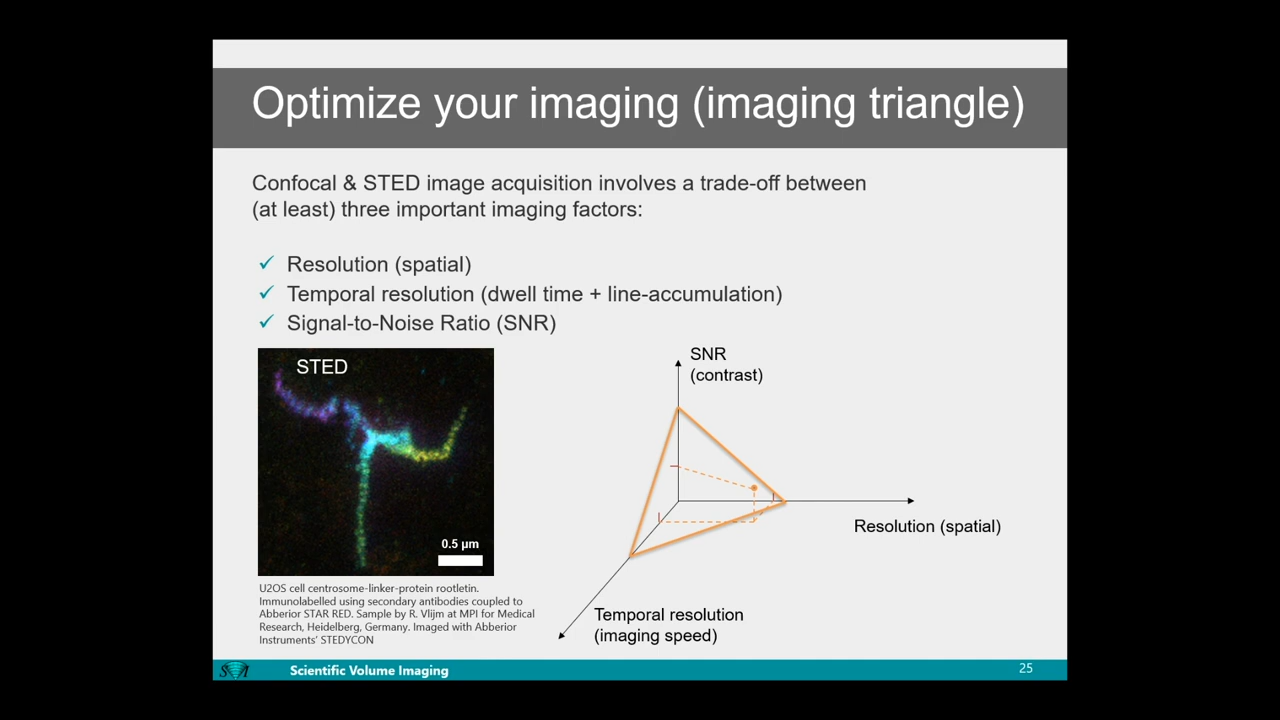 Optimize your imaging (imaging triangle)
Confocal & STED image acquisition involves a trade-off between
(at least) three important imaging factors:
✓ Resolution (spatial)
✓ Temporal resolution (dwell time + line-accumulation)
✓ Signal-to-Noise Ratio (SNR)
STED
0.5 µm
U2OS cell centrosome-linker-protein rootletin.
Immunolabelled using secondary antibodies coupled to
Abberior STAR RED. Sample by R. Vlijm at MPI for Medical
Research, Heidelberg, Germany. Imaged with Abberior
Instruments' STEDYCON
SNR
(contrast)
Resolution (spatial)
Temporal resolution
(imaging speed)
SVI
Scientific Volume Imaging
25